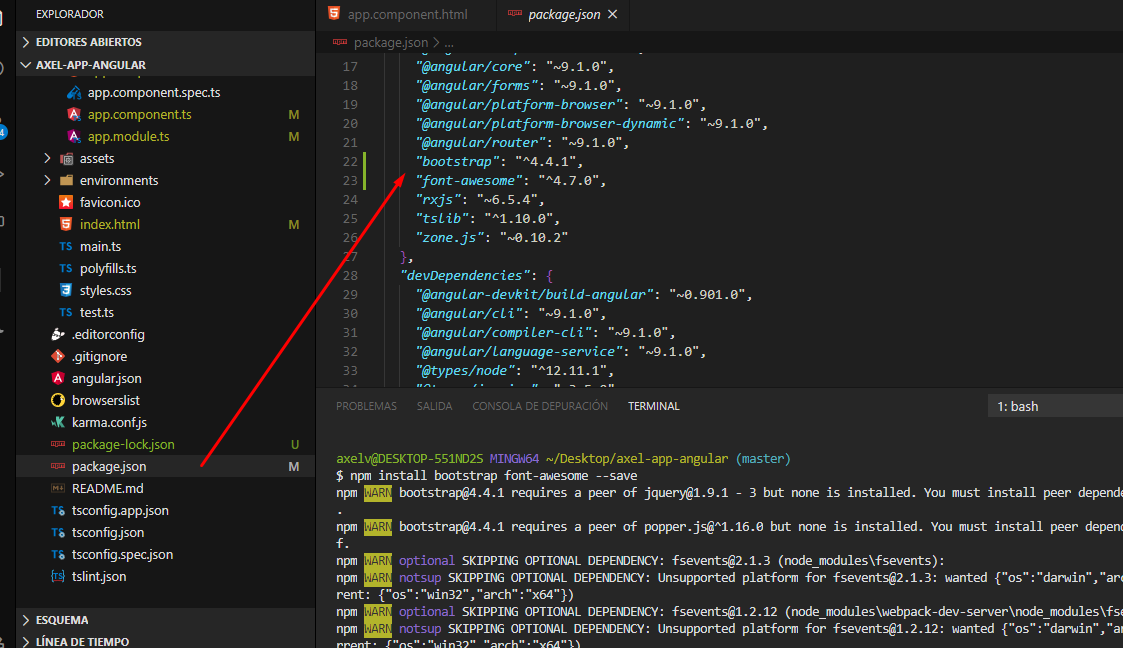 EXPLORADOR
EDITORES ABIERTOS
AXEL-APP-ANGULAR
app.component.spec.ts
app.component.ts M
app.module.ts M
assets
environments
favicon.ico
index.html M
main.ts
polyfills.ts
styles.css
test.ts
.editorconfig
.gitignore
angular.json
browserslist
karma.conf.js
package-lock.json U
package.json M
README.md
tsconfig.app.json
tsconfig.json
tsconfig.spec.json
tslint.json
ESQUEMA
LÍNEA DE TIEMPO
app.component.html
package.json
package.json > ...
17 "@angular/core": "~9.1.0",
18 "@angular/forms": "~9.1.0",
19 "@angular/platform-browser": "~9.1.0",
20 "@angular/platform-browser-dynamic": "~9.1.0",
21 "@angular/router": "~9.1.0",
22 "bootstrap": "^4.4.1",
23 "font-awesome": "^4.7.0",
24 "rxjs": "~6.5.4",
25 "tslib": "^1.10.0",
26 "zone.js": "~0.10.2"
27 },
28 "devDependencies": {
29 "@angular-devkit/build-angular": "~0.901.0",
30 "@angular/cli": "~9.1.0",
31 "@angular/compiler-cli": "~9.1.0",
32 "@angular/language-service": "~9.1.0",
33 "@types/node": "^12.11.1",
PROBLEMAS SALIDA CONSOLA DE DEPURACIÓN TERMINAL 1: bash
axelv@DESKTOP-551ND2S MINGW64 ~/Desktop/axel-app-angular (master)
$ npm install bootstrap font-awesome --save
npm WARN bootstrap@4.4.1 requires a peer of jquery@1.9.1 - 3 but none is installed. You must install peer depende
.
npm WARN bootstrap@4.4.1 requires a peer of popper.js@^1.16.0 but none is installed. You must install peer depen
f.
npm WARN optional SKIPPING OPTIONAL DEPENDENCY: fsevents@2.1.3 (node_modules\fsevents):
npm WARN notsup SKIPPING OPTIONAL DEPENDENCY: Unsupported platform for fsevents@2.1.3: wanted {"os":"darwin","arc
rent: {"os":"win32","arch":"x64"})
npm WARN optional SKIPPING OPTIONAL DEPENDENCY: fsevents@1.2.12 (node_modules\webpack-dev-server\node_modules\fse
npm WARN notsup SKIPPING OPTIONAL DEPENDENCY: Unsupported platform for fsevents@1.2.12: wanted {"os":"darwin","ar
rrent: {"os":"win32","arch":"x64"})